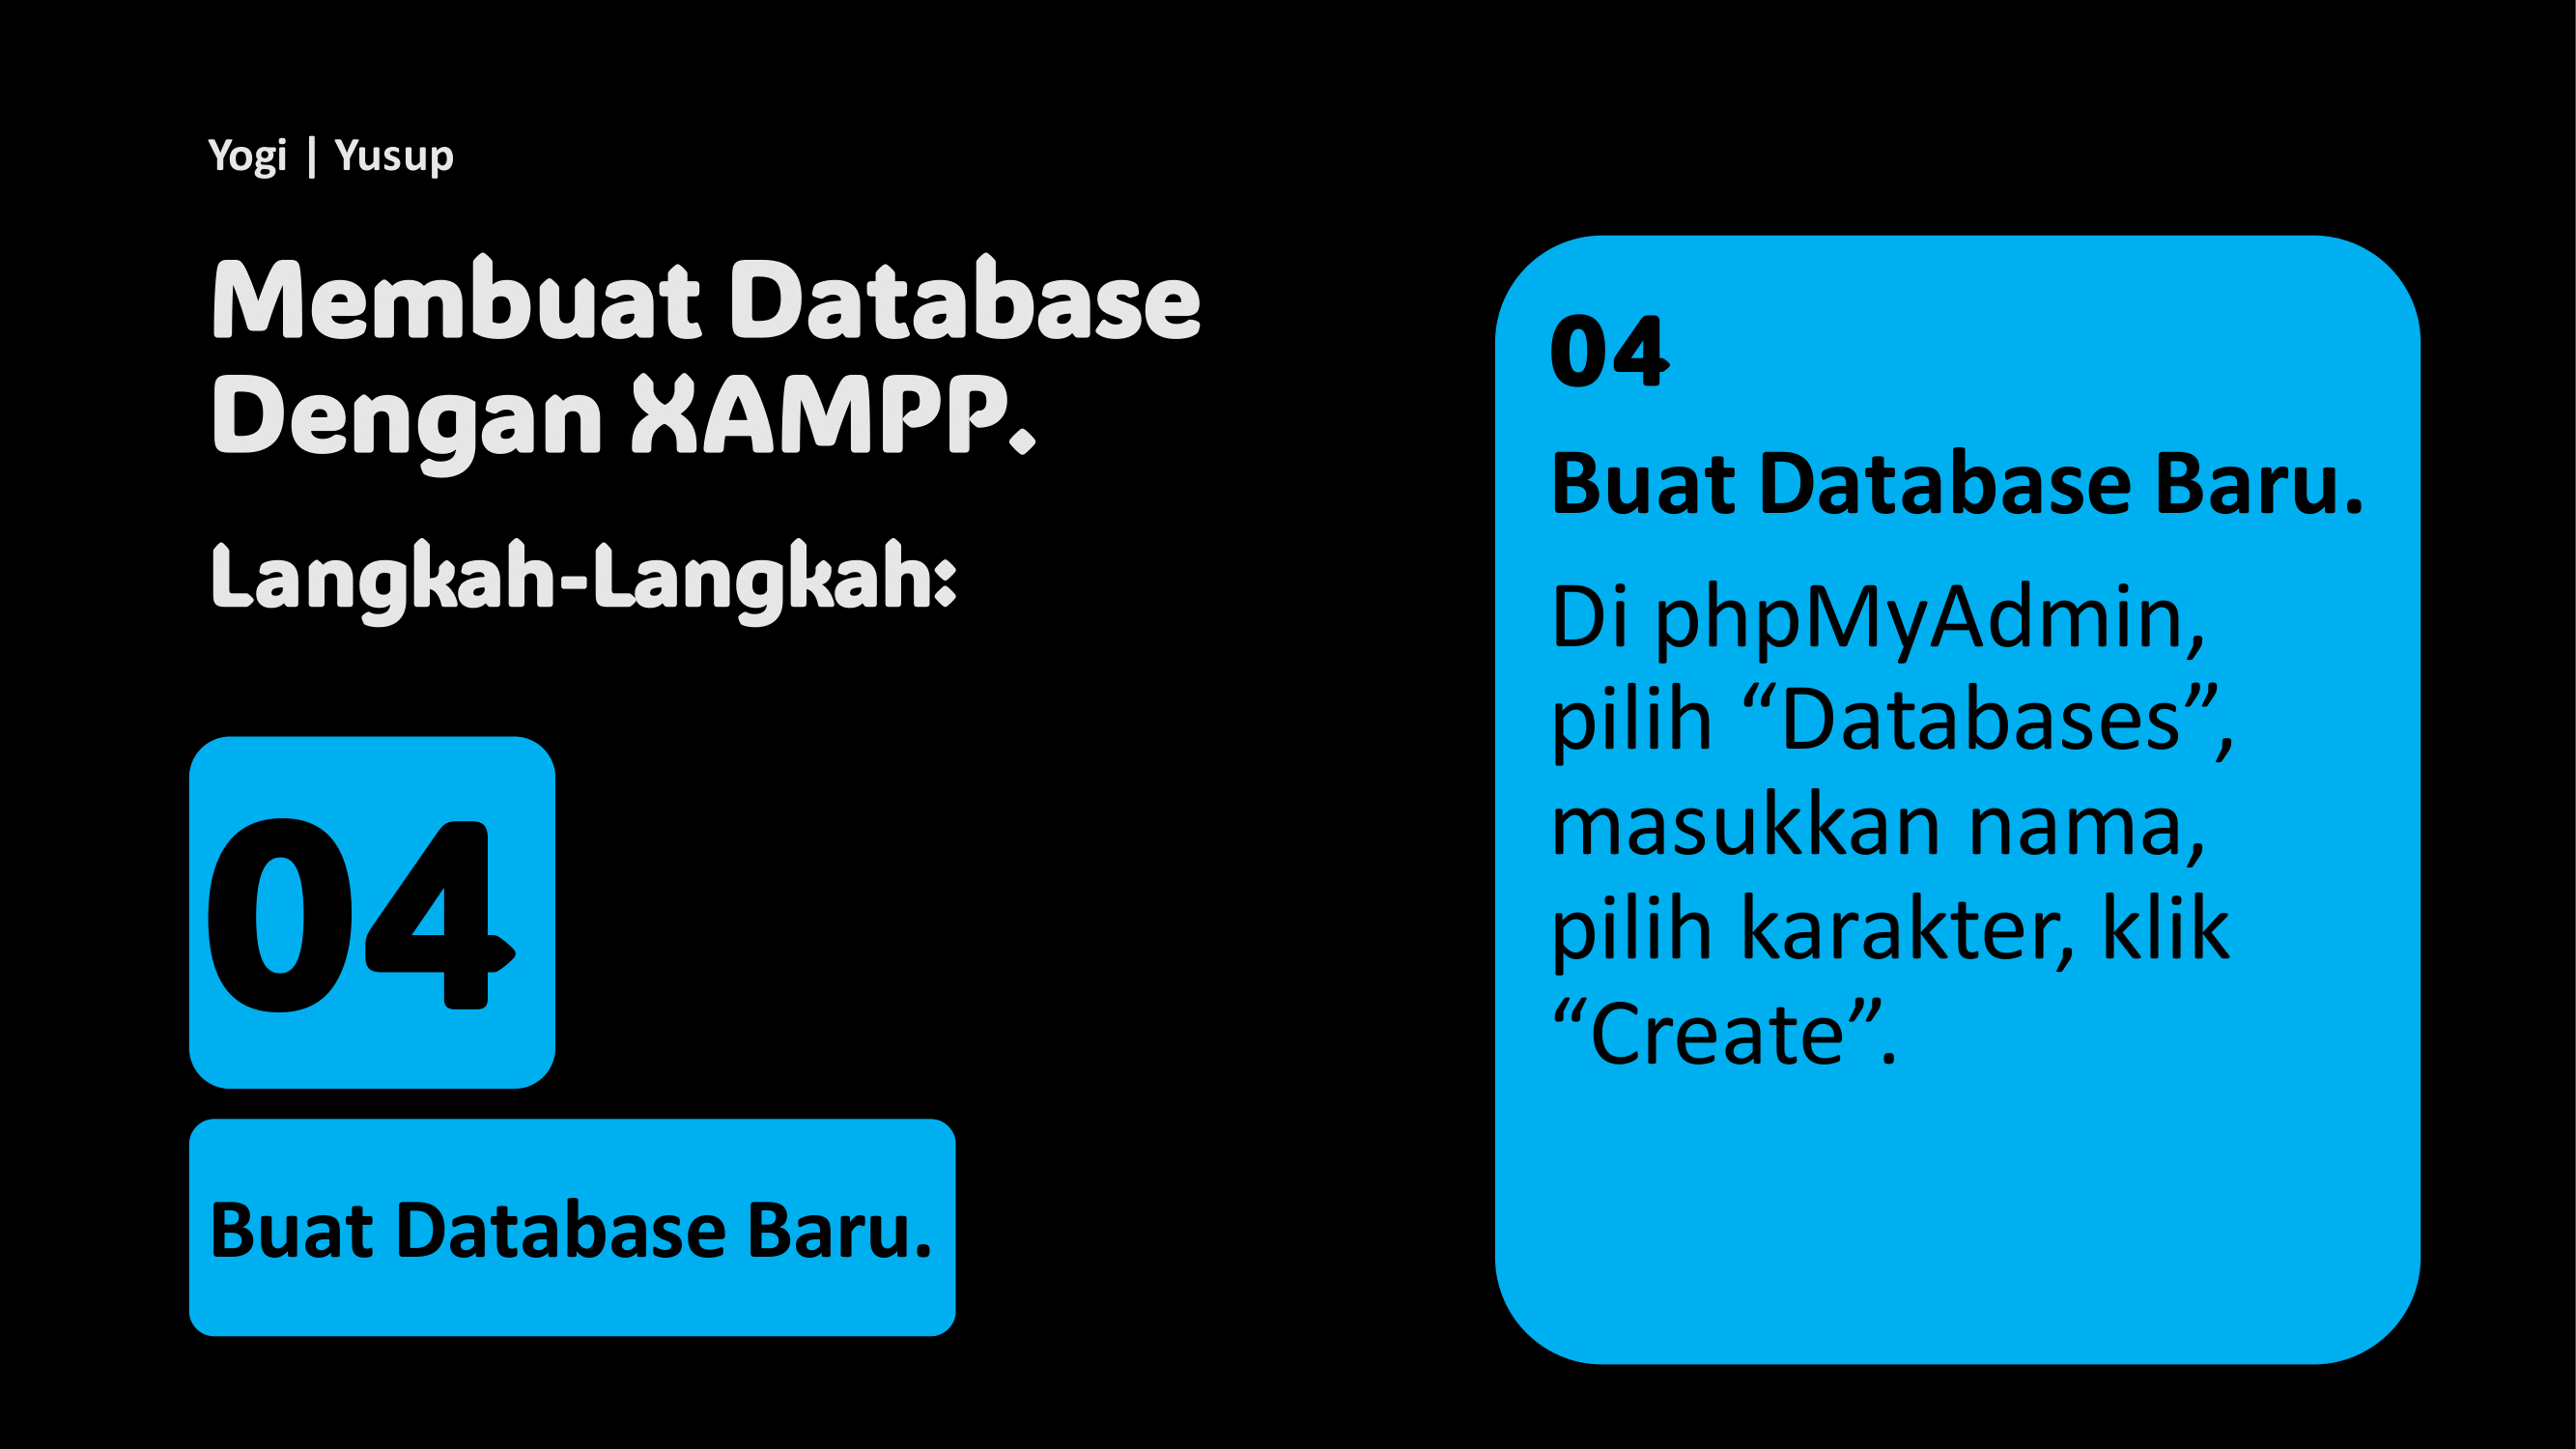 Yogi | Yusup
Membuat Database
Dengan XAMPP.
Langkah-Langkah:
04
Buat Database Baru.
04
Buat Database Baru.
Di phpMyAdmin,
pilih “Databases”,
masukkan nama,
pilih karakter, klik
“Create”.